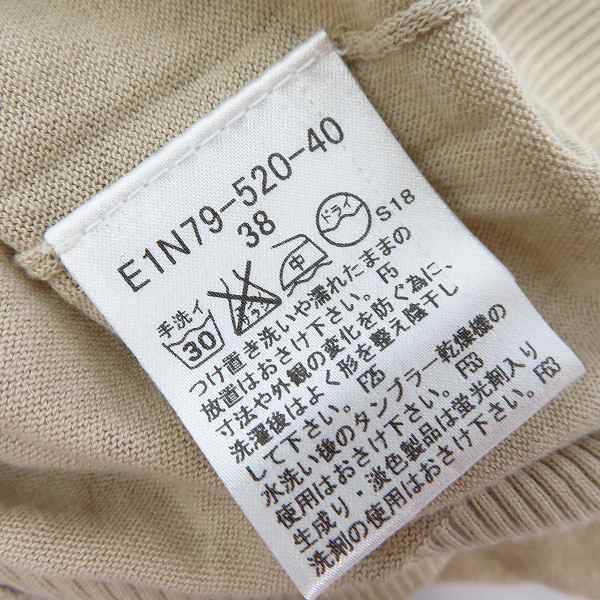 E1N79-520-40
38
手洗イ
30
エンソサラシ
中
ドライ
S18
つけ置き洗いや濡れたままの
放置はおさけ下さい。F5
寸法や外観の変化を防ぐ為に、
洗濯後はよく形を整え陰干し
して下さい。F25
水洗い後のタンブラー乾燥機の
使用はおさけ下さい。F53
生成り・淡色製品は蛍光剤入り
洗剤の使用はおさけ下さい。F63